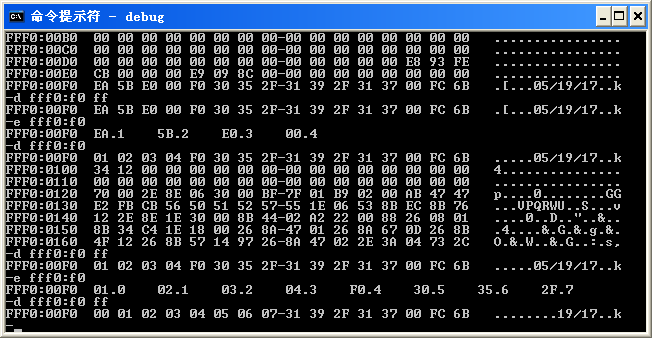 命令提示符 - debug
FFF0:00B0  00 00 00 00 00 00 00 00-00 00 00 00 00 00 00 00   ................
FFF0:00C0  00 00 00 00 00 00 00 00-00 00 00 00 00 00 00 00   ................
FFF0:00D0  00 00 00 00 00 00 00 00-00 00 00 00 00 E8 93 FE   ................
FFF0:00E0  CB 00 00 00 E9 09 8C 00-00 00 00 00 00 00 00 00   ................
FFF0:00F0  EA 5B E0 00 F0 30 35 2F-31 39 2F 31 37 00 FC 6B   .[...05/19/17..k
-d fff0:f0 ff
FFF0:00F0  EA 5B E0 00 F0 30 35 2F-31 39 2F 31 37 00 FC 6B   .[...05/19/17..k
-e fff0:f0
FFF0:00F0  EA.1    5B.2    E0.3    00.4
-d fff0:f0
FFF0:00F0  01 02 03 04 F0 30 35 2F-31 39 2F 31 37 00 FC 6B   .....05/19/17..k
FFF0:0100  34 12 00 00 00 00 00 00-00 00 00 00 00 00 00 00   4...............
FFF0:0110  00 00 00 00 00 00 00 00-00 00 00 00 00 00 00 00   ................
FFF0:0120  70 00 2E 8E 06 30 00 BF-7F 01 B9 02 00 AB 47 47   p....0........GG
FFF0:0130  E2 FB CB 56 50 51 52 57-55 1E 06 53 8B EC 8B 76   ...VPQRWU..S...v
FFF0:0140  12 2E 8E 1E 30 00 8B 44-02 A2 22 00 88 26 08 01   ....0..D.."..&..
FFF0:0150  8B 34 C4 1E 18 00 26 8A-47 01 26 8A 67 0D 26 8B   .4....&.G.&.g.&.
FFF0:0160  4F 12 26 8B 57 14 97 26-8A 47 02 2E 3A 04 73 2C   O.&.W..&.G..:.s,
-d fff0:f0 ff
FFF0:00F0  01 02 03 04 F0 30 35 2F-31 39 2F 31 37 00 FC 6B   .....05/19/17..k
-e fff0:f0
FFF0:00F0  01.0    02.1    03.2    04.3    F0.4    30.5    35.6    2F.7
-d fff0:f0 ff
FFF0:00F0  00 01 02 03 04 05 06 07-31 39 2F 31 37 00 FC 6B   ........19/17..k
-